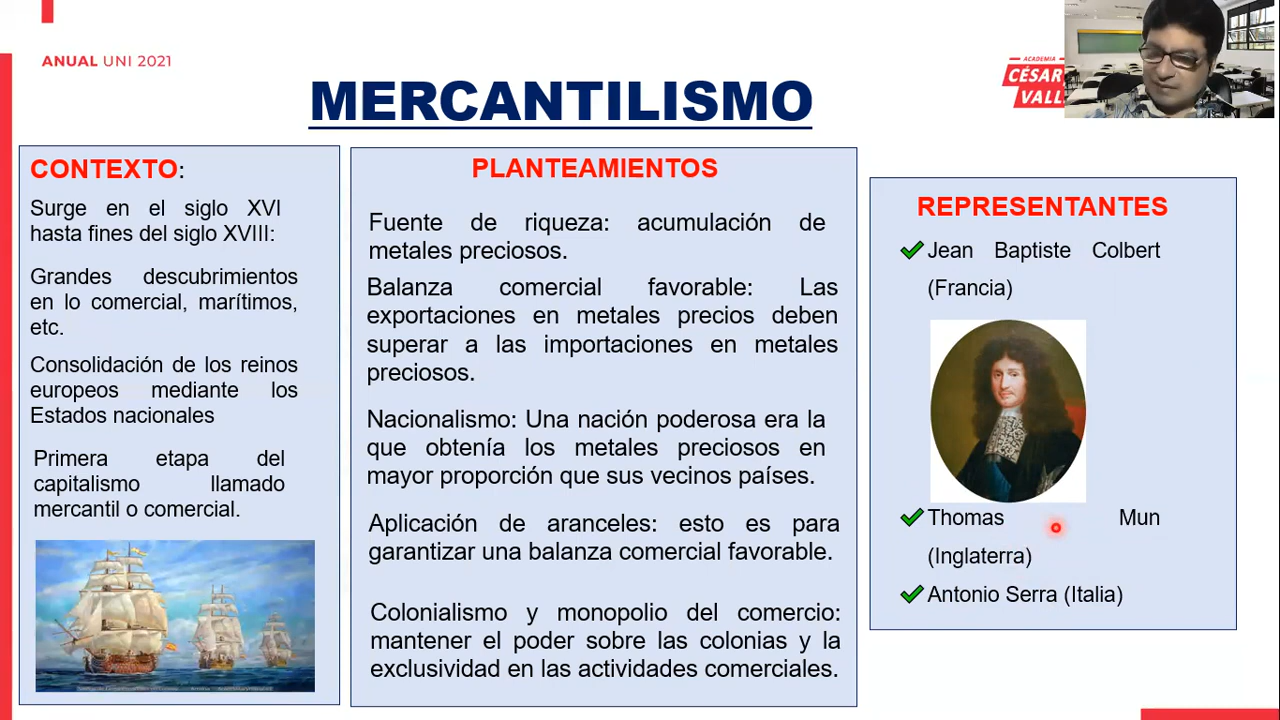 ANUAL UNI 2021
ACADEMIA
CÉSAR
VALL
MERCANTILISMO
CONTEXTO:
Surge en el siglo XVI
hasta fines del siglo XVIII:
Grandes descubrimientos
en lo comercial, marítimos,
etc.
Consolidación de los reinos
europeos mediante los
Estados nacionales
Primera etapa del
capitalismo llamado
mercantil o comercial.
PLANTEAMIENTOS
Fuente de riqueza: acumulación de
metales preciosos.
Balanza comercial favorable: Las
exportaciones en metales precios deben
superar a las importaciones en metales
preciosos.
Nacionalismo: Una nación poderosa era la
que obtenía los metales preciosos en
mayor proporción que sus vecinos países.
Aplicación de aranceles: esto es para
garantizar una balanza comercial favorable.
Colonialismo y monopolio del comercio:
mantener el poder sobre las colonias y la
exclusividad en las actividades comerciales.
REPRESENTANTES
Jean Baptiste Colbert
(Francia)
Thomas Mun
(Inglaterra)
Antonio Serra (Italia)